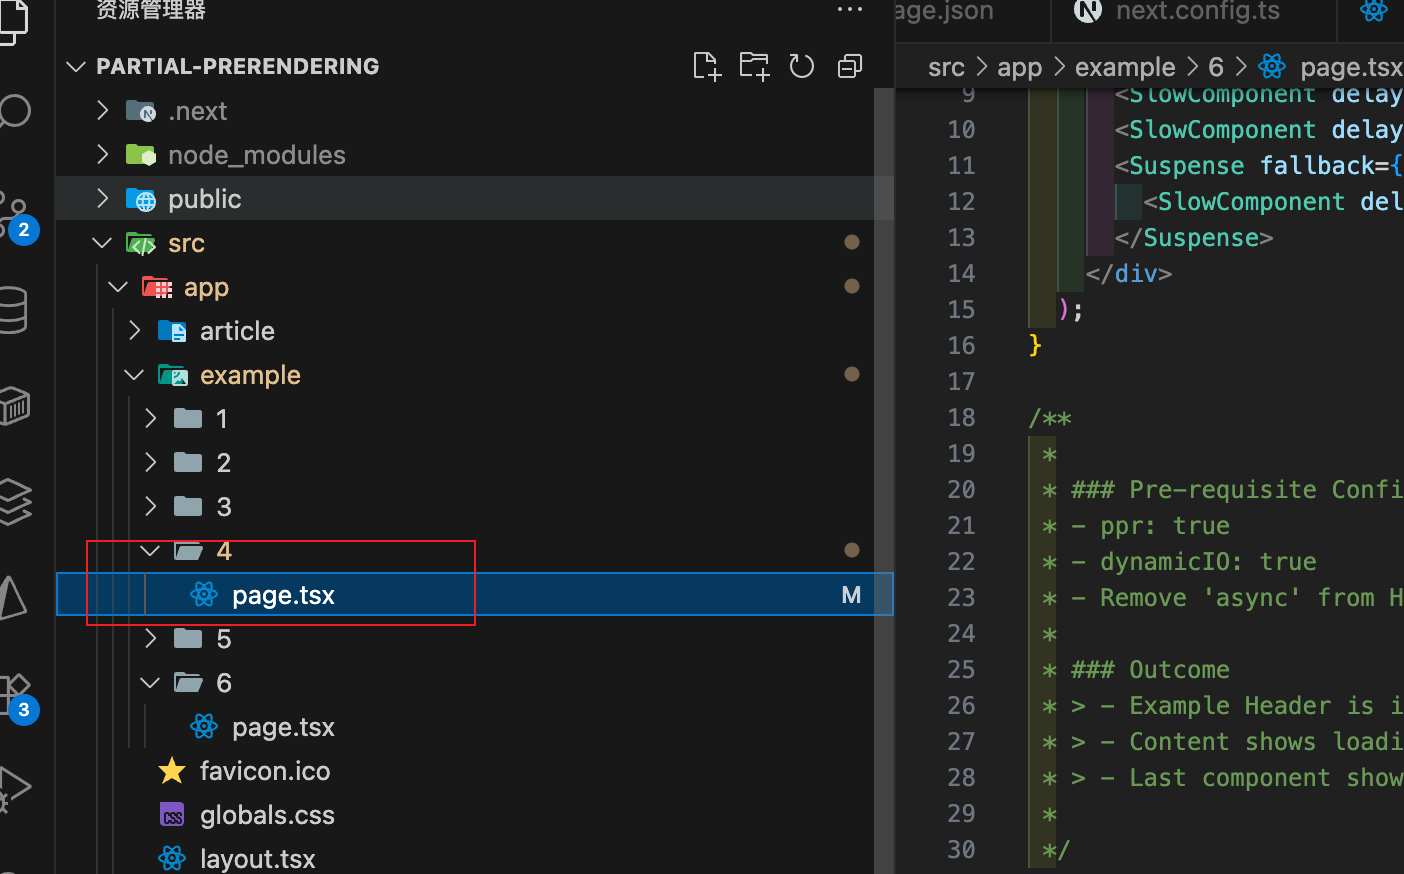 资源管理器
PARTIAL-PRERENDERING
.next
node_modules
public
src
app
article
example
1
2
3
4
page.tsx M
5
6
page.tsx
favicon.ico
globals.css
layout.tsx
2
3
age.json next.config.ts
src > app > example > 6 > page.tsx
9 <SlowComponent delay
10 <SlowComponent delay
11 <Suspense fallback={
12 <SlowComponent del
13 </Suspense>
14 </div>
15 );
16 }
17
18 /**
19 *
20 * ### Pre-requisite Confi
21 * - ppr: true
22 * - dynamicIO: true
23 * - Remove 'async' from H
24 *
25 * ### Outcome
26 * > - Example Header is i
27 * > - Content shows loadi
28 * > - Last component show
29 *
30 */